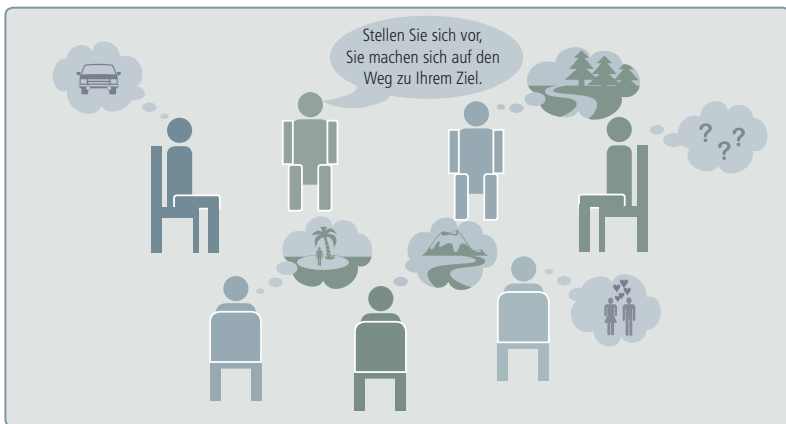 Stellen Sie sich vor,
Sie machen sich auf den
Weg zu Ihrem Ziel.
? ? ?